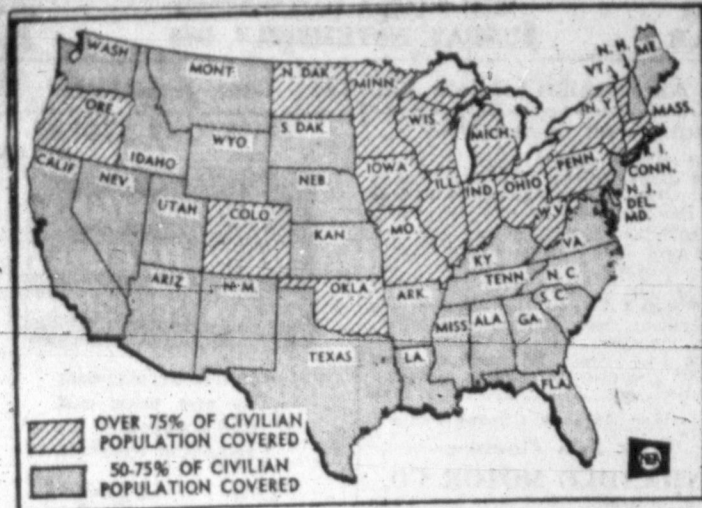 WASH
MONT.
N. DAK.
MINN.
N. H.
VT.
ME.
ORE.
IDAHO
WYO.
S. DAK.
WIS.
MICH.
N. Y.
MASS.
R. I.
CONN.
CALIF
NEV.
UTAH
COLO.
NEB.
IOWA
ILL.
IND.
OHIO
PENN.
N. J.
DEL.
MD.
W.V.
VA.
KAN.
MO.
KY
ARIZ
N. M.
OKLA.
ARK.
TENN.
N. C.
S. C.
TEXAS
LA.
MISS.
ALA.
GA.
FLA.
OVER 75% OF CIVILIAN
POPULATION COVERED
50-75% OF CIVILIAN
POPULATION COVERED